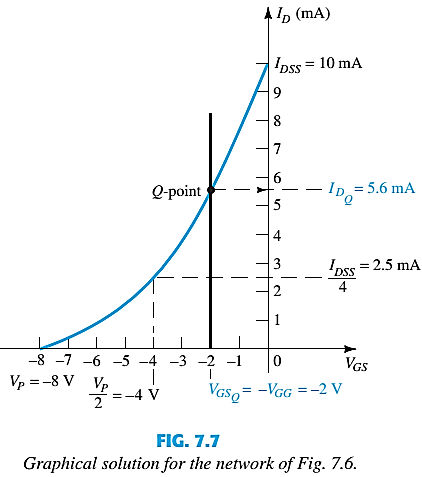 I_D (mA)
I_DSS = 10 mA
9
8
7
6
Q-point
I_DQ = 5.6 mA
5
4
3
I_DSS/4 = 2.5 mA
2
1
-8 -7 -6 -5 -4 -3 -2 -1 0 V_GS
V_P = -8 V
V_P/2 = -4 V
V_GSQ = -V_GG = -2 V
FIG. 7.7
Graphical solution for the network of Fig. 7.6.